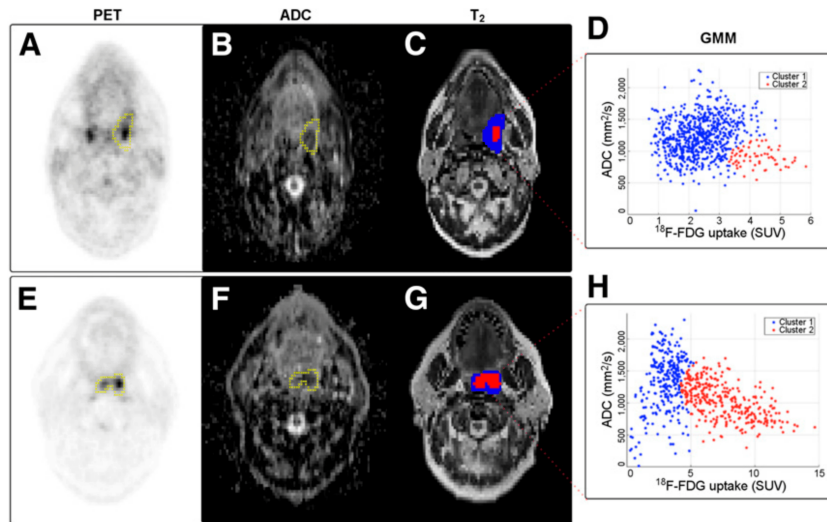 PET ADC T₂
A B C D GMM
Cluster 1
Cluster 2
2,000
1,500
1,000
500
0
ADC (mm²/s)
0 1 2 3 4 5 6
¹⁸F-FDG uptake (SUV)
E F G H
Cluster 1
Cluster 2
2,000
1,500
1,000
500
0
ADC (mm²/s)
0 5 10 15
¹⁸F-FDG uptake (SUV)